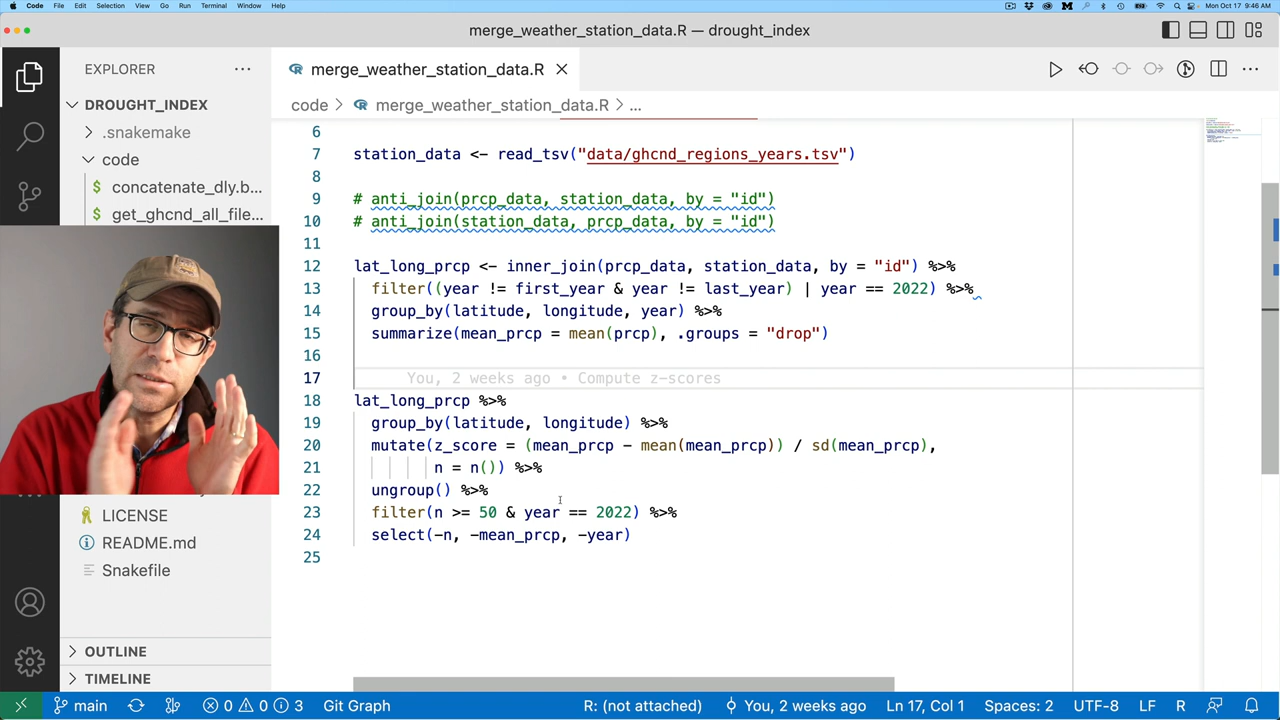 Code File Edit Selection View Go Run Terminal Window Help Mon Oct 17 9:46 AM
merge_weather_station_data.R — drought_index
EXPLORER
merge_weather_station_data.R
DROUGHT_INDEX
code > merge_weather_station_data.R > ...
.snakemake
code
concatenate_dly.b...
get_ghcnd_all_file...
LICENSE
README.md
Snakefile
OUTLINE
TIMELINE
6
7 station_data <- read_tsv("data/ghcnd_regions_years.tsv")
8
9 # anti_join(prcp_data, station_data, by = "id")
10 # anti_join(station_data, prcp_data, by = "id")
11
12 lat_long_prcp <- inner_join(prcp_data, station_data, by = "id") %>%
13 filter((year != first_year & year != last_year) | year == 2022) %>%
14 group_by(latitude, longitude, year) %>%
15 summarize(mean_prcp = mean(prcp), .groups = "drop")
16
17 You, 2 weeks ago • Compute z-scores
18 lat_long_prcp %>%
19 group_by(latitude, longitude) %>%
20 mutate(z_score = (mean_prcp - mean(mean_prcp)) / sd(mean_prcp),
21 n = n()) %>%
22 ungroup() %>%
23 filter(n >= 50 & year == 2022) %>%
24 select(-n, -mean_prcp, -year)
25
main 0 0 3 Git Graph R: (not attached) You, 2 weeks ago Ln 17, Col 1 Spaces: 2 UTF-8 LF R